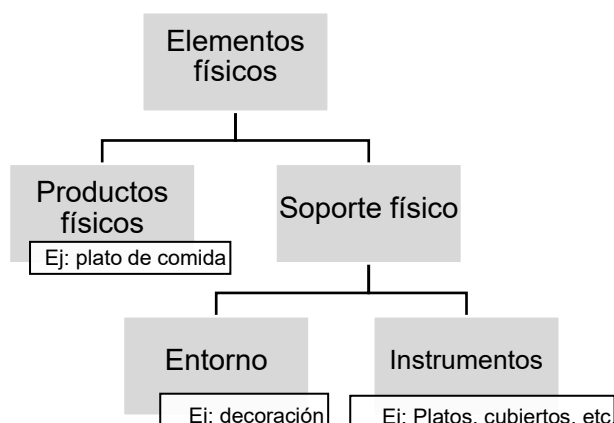 Elementos
físicos
Productos
físicos
Ej: plato de comida
Soporte físico
Entorno
Ej: decoración
Instrumentos
Ej: Platos, cubiertos, etc